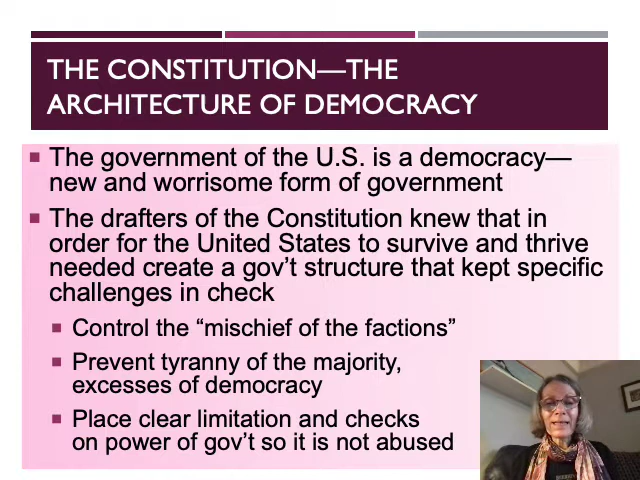 THE CONSTITUTION—THE
ARCHITECTURE OF DEMOCRACY
The government of the U.S. is a democracy—
new and worrisome form of government
The drafters of the Constitution knew that in
order for the United States to survive and thrive
needed create a gov’t structure that kept specific
challenges in check
Control the “mischief of the factions”
Prevent tyranny of the majority,
excesses of democracy
Place clear limitation and checks
on power of gov’t so it is not abused